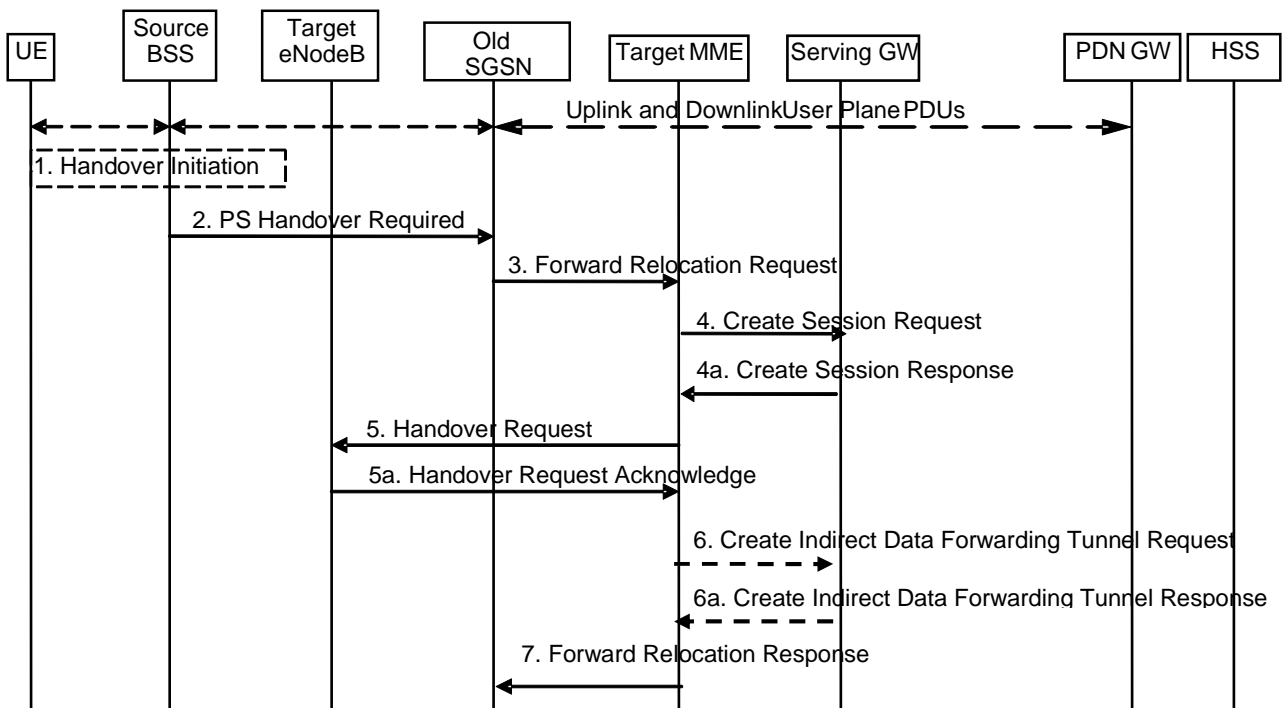 UE
Source
BSS
Target
eNodeB
Old
SGSN
Target MME
Serving GW
PDN GW
HSS
Uplink and DownlinkUser Plane PDUs
1. Handover Initiation
2. PS Handover Required
3. Forward Relocation Request
4. Create Session Request
4a. Create Session Response
5. Handover Request
5a. Handover Request Acknowledge
6. Create Indirect Data Forwarding Tunnel Request
6a. Create Indirect Data Forwarding Tunnel Response
7. Forward Relocation Response